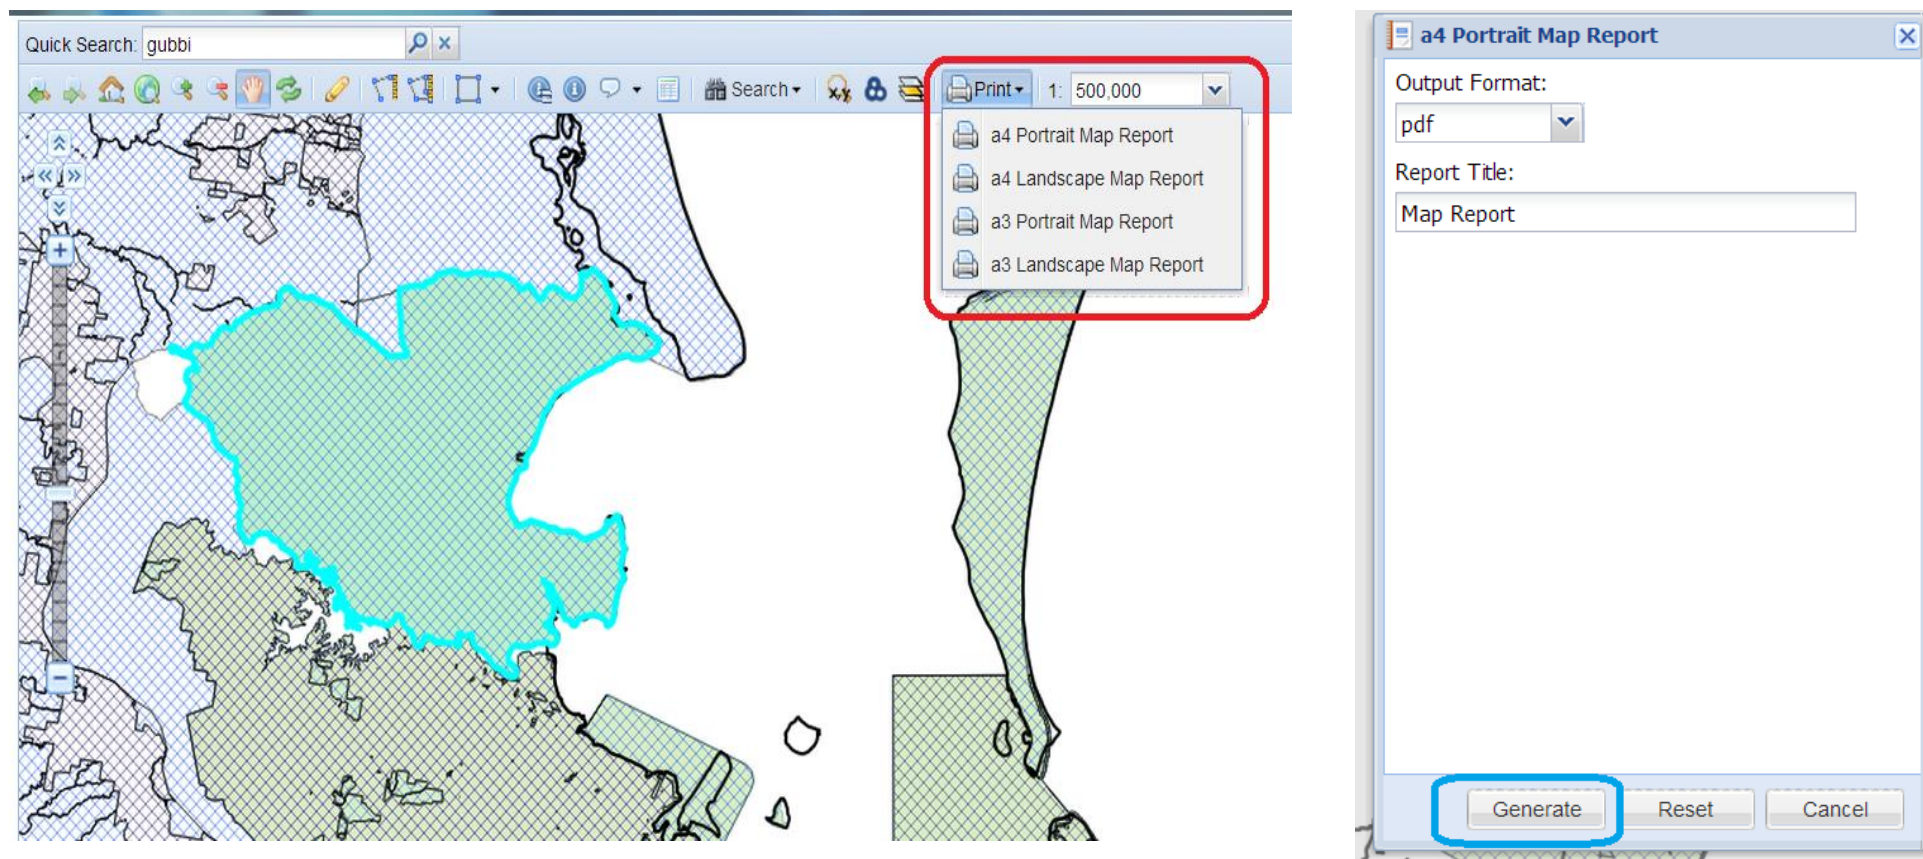 Quick Search: gubbi
Search
Print
1: 500,000
a4 Portrait Map Report
a4 Landscape Map Report
a3 Portrait Map Report
a3 Landscape Map Report
a4 Portrait Map Report
Output Format:
pdf
Report Title:
Map Report
Generate Reset Cancel